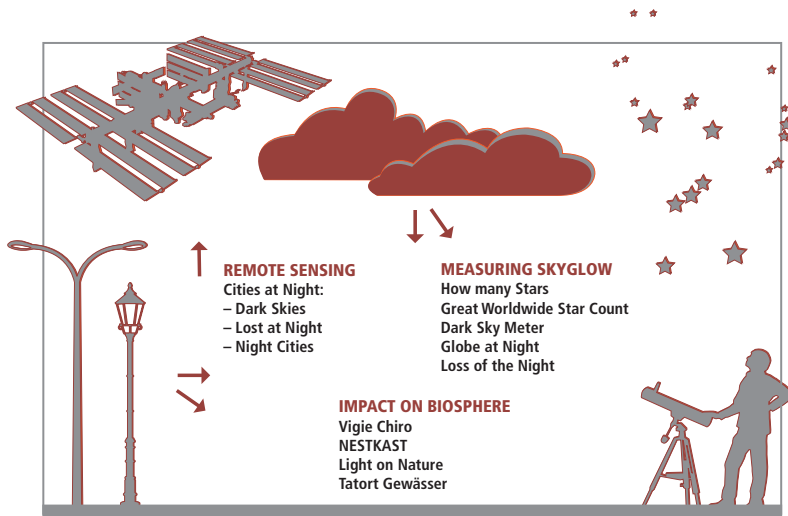 REMOTE SENSING
Cities at Night:
– Dark Skies
– Lost at Night
– Night Cities
MEASURING SKYGLOW
How many Stars
Great Worldwide Star Count
Dark Sky Meter
Globe at Night
Loss of the Night
IMPACT ON BIOSPHERE
Vigie Chiro
NESTKAST
Light on Nature
Tatort Gewässer